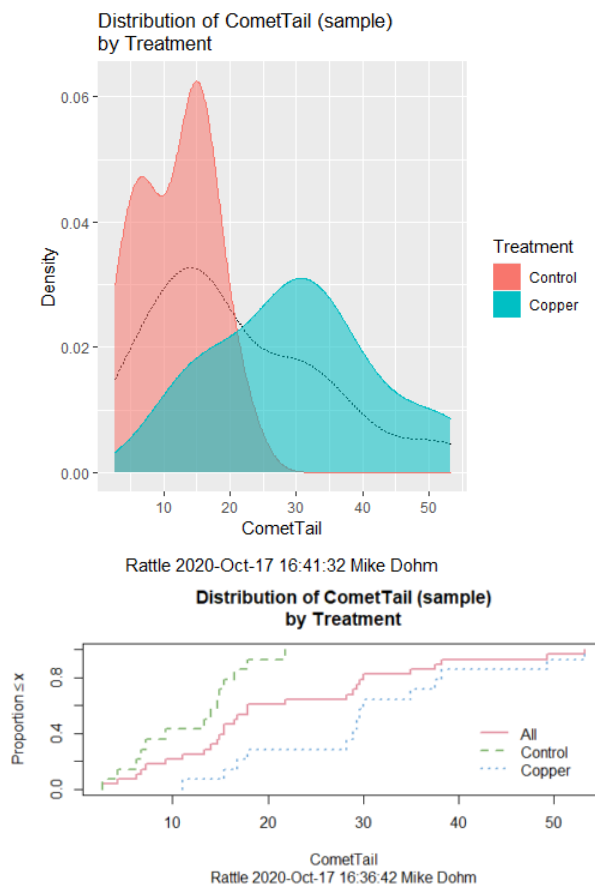 Distribution of CometTail (sample)
by Treatment
0.06
0.04
0.02
0.00
Density
10 20 30 40 50
CometTail
Treatment
Control
Copper
Rattle 2020-Oct-17 16:41:32 Mike Dohm
Distribution of CometTail (sample)
by Treatment
Proportion ≤ x
0.8
0.4
0.0
All
Control
Copper
10 20 30 40 50
CometTail
Rattle 2020-Oct-17 16:36:42 Mike Dohm